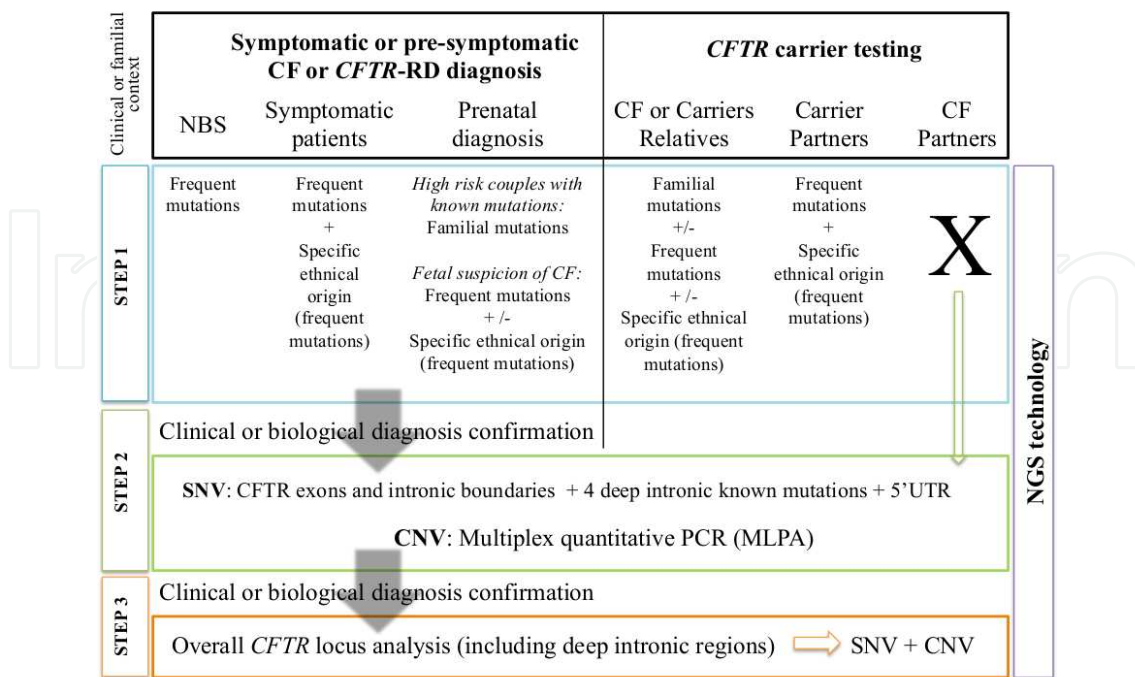 Clinical or familial
context
Symptomatic or pre-symptomatic
CF or CFTR-RD diagnosis
CFTR carrier testing
NBS
Symptomatic
patients
Prenatal
diagnosis
CF or Carriers
Relatives
Carrier
Partners
CF
Partners
STEP 1
Frequent
mutations
Frequent
mutations
+
Specific
ethnical
origin
(frequent
mutations)
High risk couples with
known mutations:
Familial mutations
Fetal suspicion of CF:
Frequent mutations
+ /-
Specific ethnical origin
(frequent mutations)
Familial
mutations
+/-
Frequent
mutations
+ /-
Specific ethnical
origin (frequent
mutations)
Frequent
mutations
+
Specific
ethnical origin
(frequent
mutations)
X
NGS technology
STEP 2
Clinical or biological diagnosis confirmation
SNV: CFTR exons and intronic boundaries + 4 deep intronic known mutations + 5’UTR
CNV: Multiplex quantitative PCR (MLPA)
STEP 3
Clinical or biological diagnosis confirmation
Overall CFTR locus analysis (including deep intronic regions)
SNV + CNV